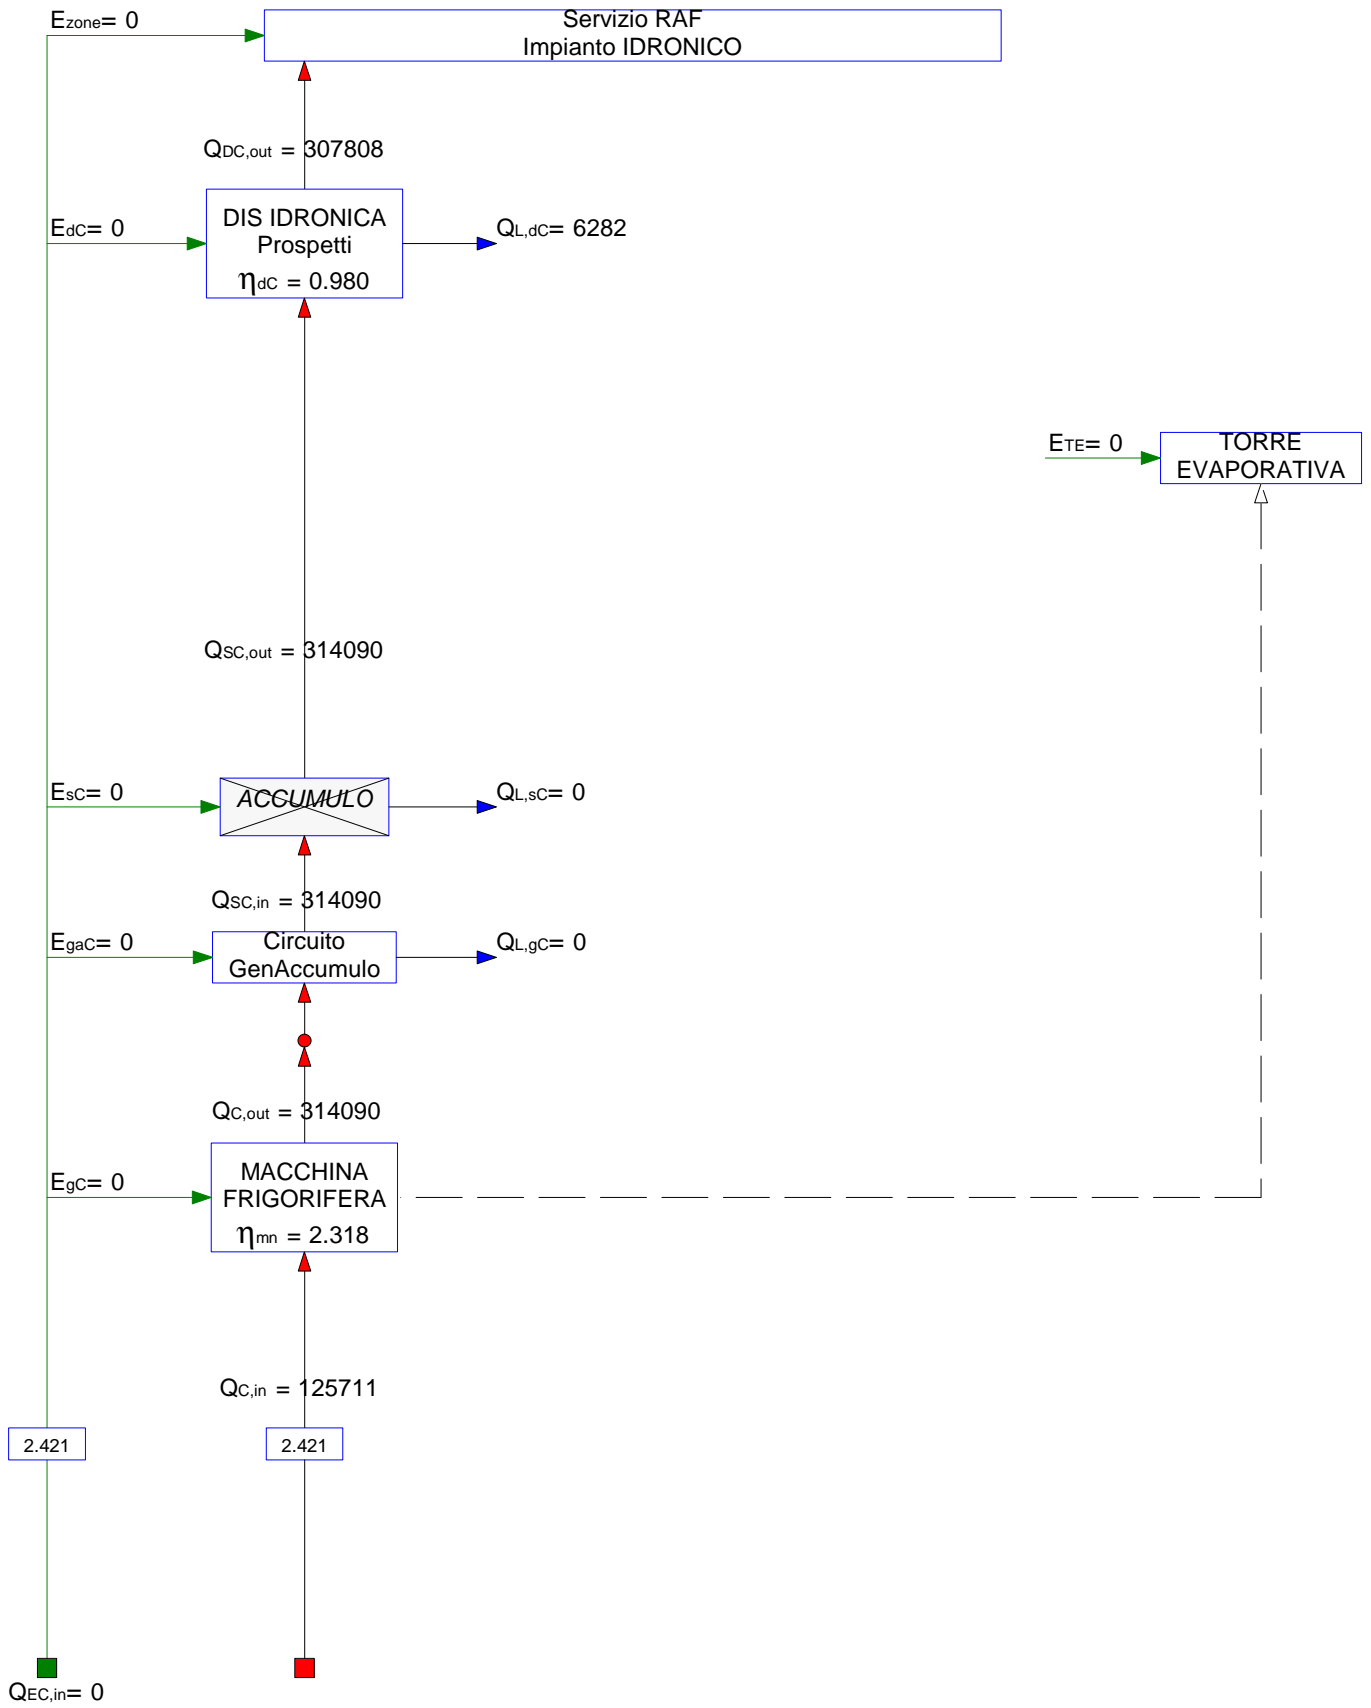 Ezone= 0
Servizio RAF
Impianto IDRONICO
QDC,out = 307808
EdC= 0
DIS IDRONICA
Prospetti
ηdC = 0.980
QL,dC= 6282
ETE= 0
TORRE
EVAPORATIVA
QSC,out = 314090
EsC= 0
ACCUMULO
QL,sC= 0
QSC,in = 314090
EgaC= 0
Circuito
GenAccumulo
QL,gC= 0
QC,out = 314090
EgC= 0
MACCHINA
FRIGORIFERA
ηmn = 2.318
QC,in = 125711
2.421
2.421
QEC,in= 0